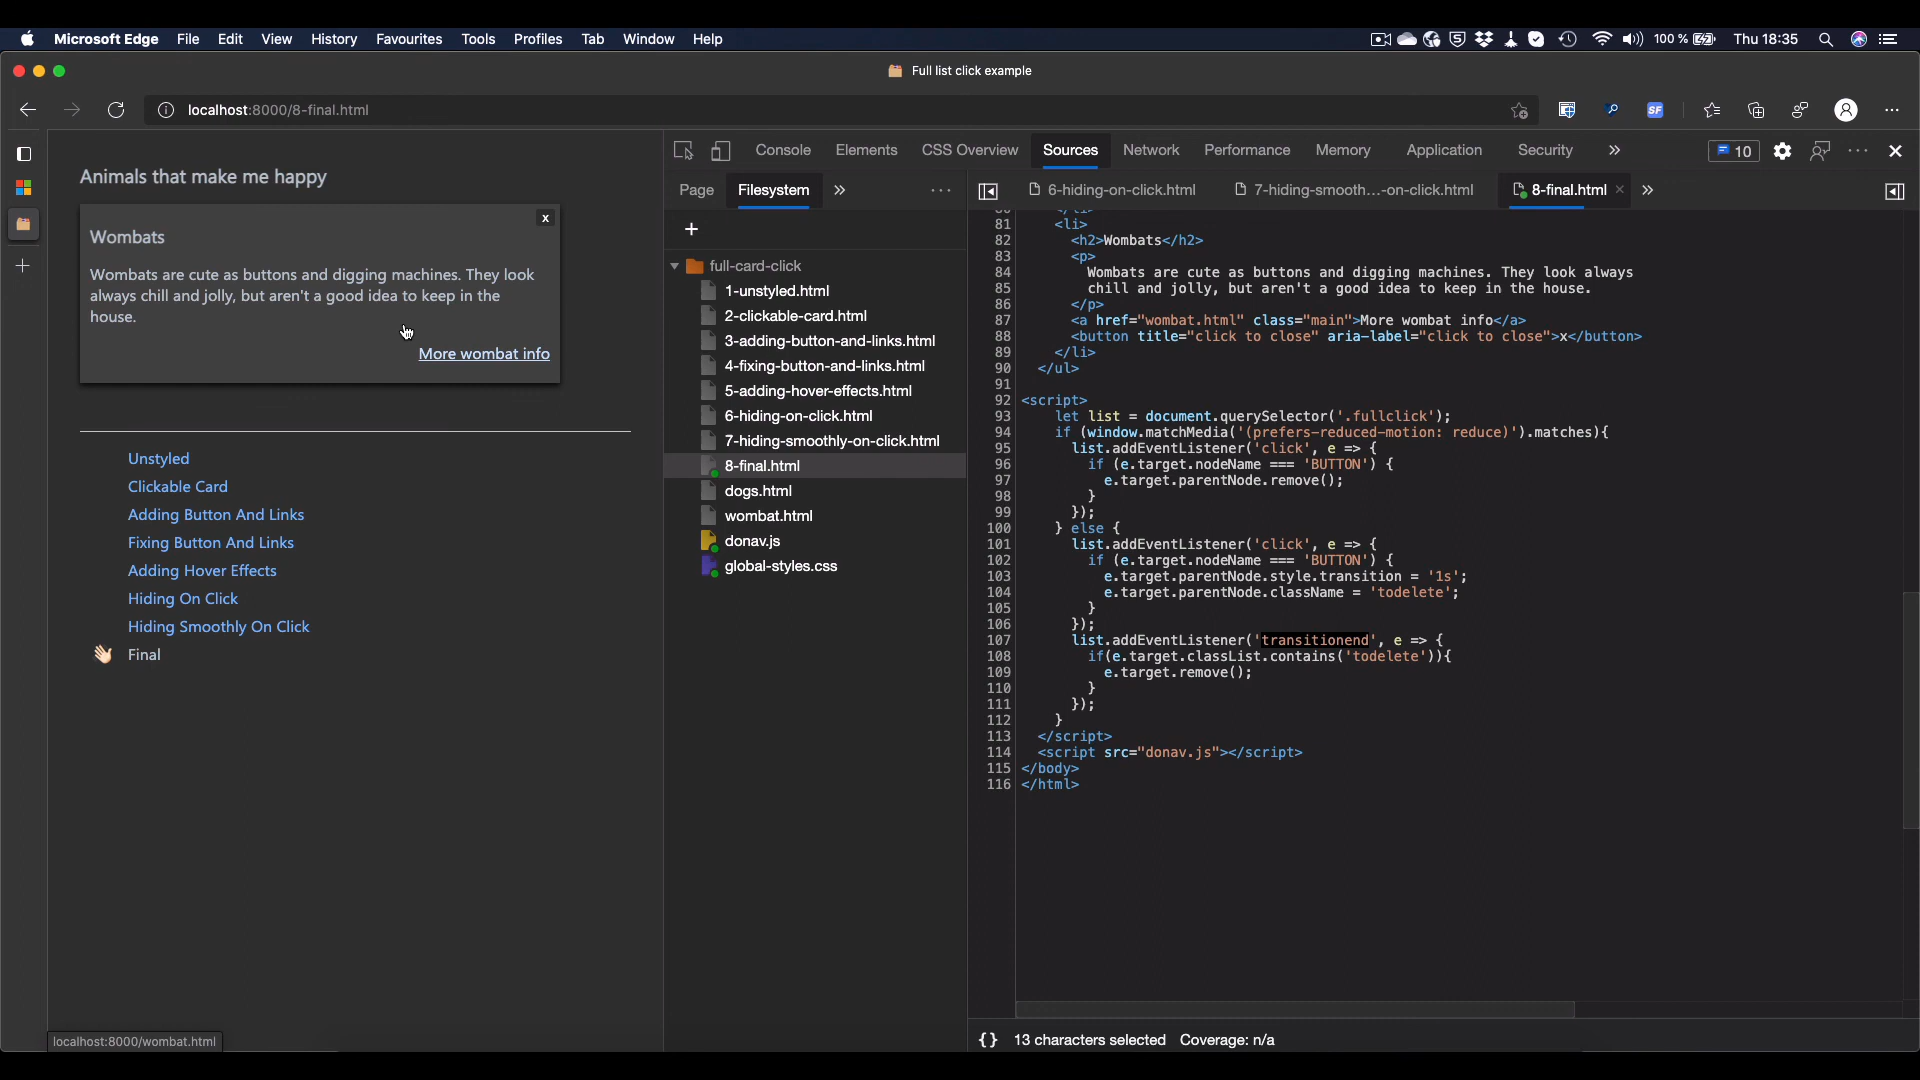 Microsoft Edge File Edit View History Favourites Tools Profiles Tab Window Help 100 % Thu 18:35
Full list click example
localhost:8000/8-final.html
SF
Console Elements CSS Overview Sources Network Performance Memory Application Security » 10
Page Filesystem »
6-hiding-on-click.html 7-hiding-smooth...-on-click.html 8-final.html × »
Animals that make me happy
x
Wombats
Wombats are cute as buttons and digging machines. They look
always chill and jolly, but aren't a good idea to keep in the
house.
More wombat info
Unstyled
Clickable Card
Adding Button And Links
Fixing Button And Links
Adding Hover Effects
Hiding On Click
Hiding Smoothly On Click
Final
localhost:8000/wombat.html
+
full-card-click
1-unstyled.html
2-clickable-card.html
3-adding-button-and-links.html
4-fixing-button-and-links.html
5-adding-hover-effects.html
6-hiding-on-click.html
7-hiding-smoothly-on-click.html
8-final.html
dogs.html
wombat.html
donav.js
global-styles.css
80 </li>
81 <li>
82 <h2>Wombats</h2>
83 <p>
84 Wombats are cute as buttons and digging machines. They look always
85 chill and jolly, but aren't a good idea to keep in the house.
86 </p>
87 <a href="wombat.html" class="main">More wombat info</a>
88 <button title="click to close" aria-label="click to close">x</button>
89 </li>
90 </ul>
91
92 <script>
93 let list = document.querySelector('.fullclick');
94 if (window.matchMedia('(prefers-reduced-motion: reduce)').matches){
95 list.addEventListener('click', e => {
96 if (e.target.nodeName === 'BUTTON') {
97 e.target.parentNode.remove();
98 }
99 });
100 } else {
101 list.addEventListener('click', e => {
102 if (e.target.nodeName === 'BUTTON') {
103 e.target.parentNode.style.transition = '1s';
104 e.target.parentNode.className = 'todelete';
105 }
106 });
107 list.addEventListener('transitionend', e => {
108 if(e.target.classList.contains('todelete')){
109 e.target.remove();
110 }
111 });
112 }
113 </script>
114 <script src="donav.js"></script>
115 </body>
116 </html>
{} 13 characters selected Coverage: n/a